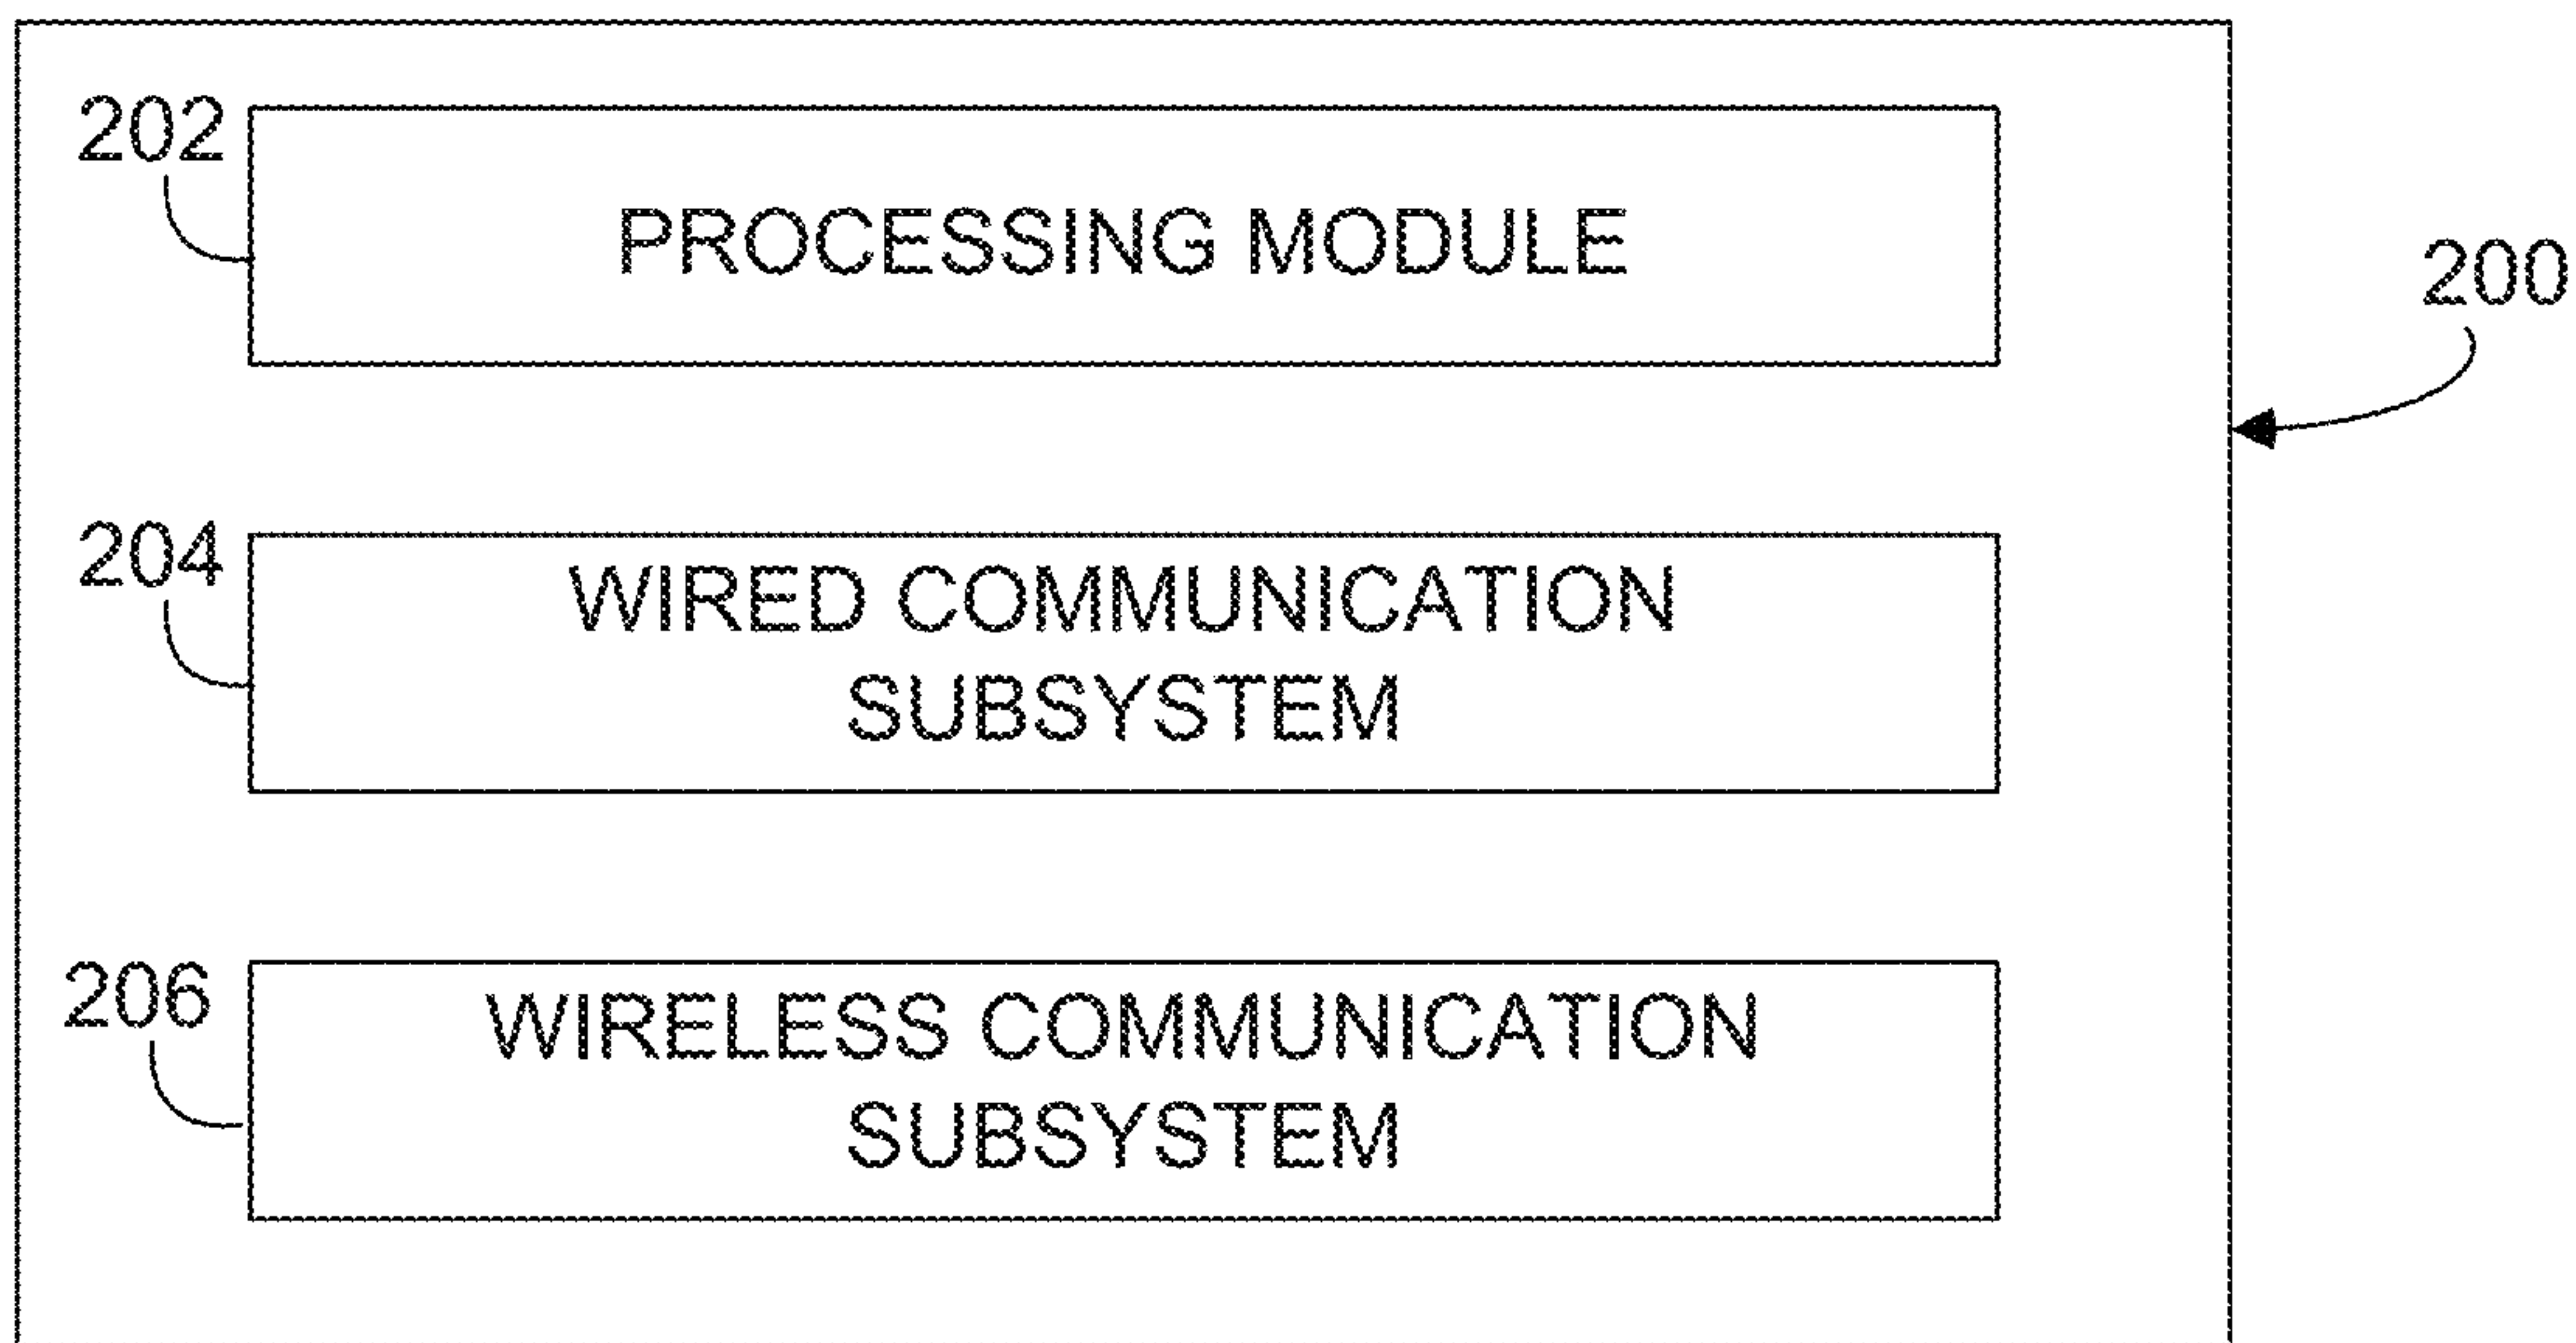 202
PROCESSING MODULE
200
204
WIRED COMMUNICATION
SUBSYSTEM
206
WIRELESS COMMUNICATION
SUBSYSTEM